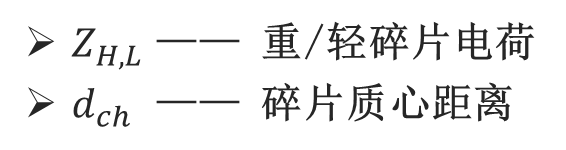 ➢ Z_{H,L} —— 重/轻碎片电荷
➢ d_{ch} —— 碎片质心距离